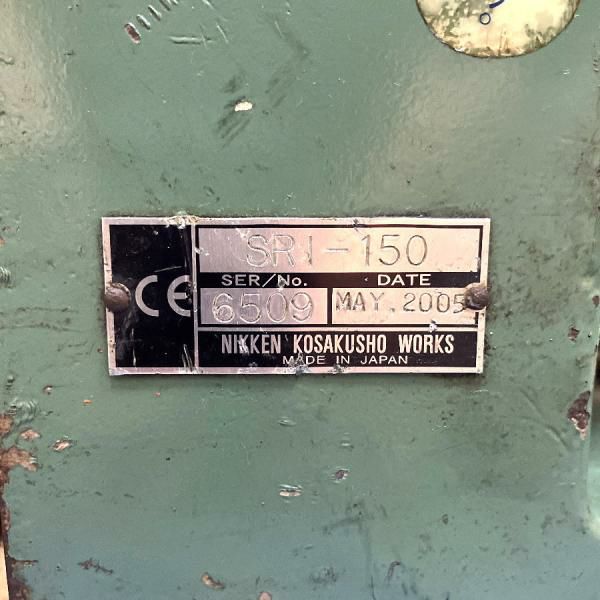 SRI-150
SER/No. DATE
6509 MAY, 2005
CE
NIKKEN KOSAKUSHO WORKS
MADE IN JAPAN